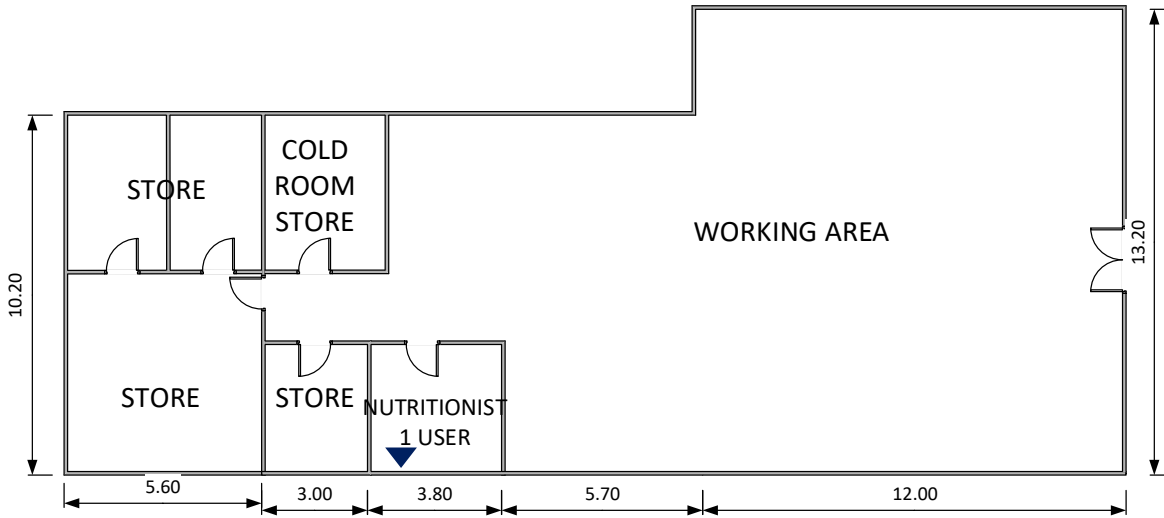 COLD
ROOM
STORE
STORE
WORKING AREA
13.20
10.20
STORE
STORE
NUTRITIONIST
1 USER
5.60
3.00
3.80
5.70
12.00